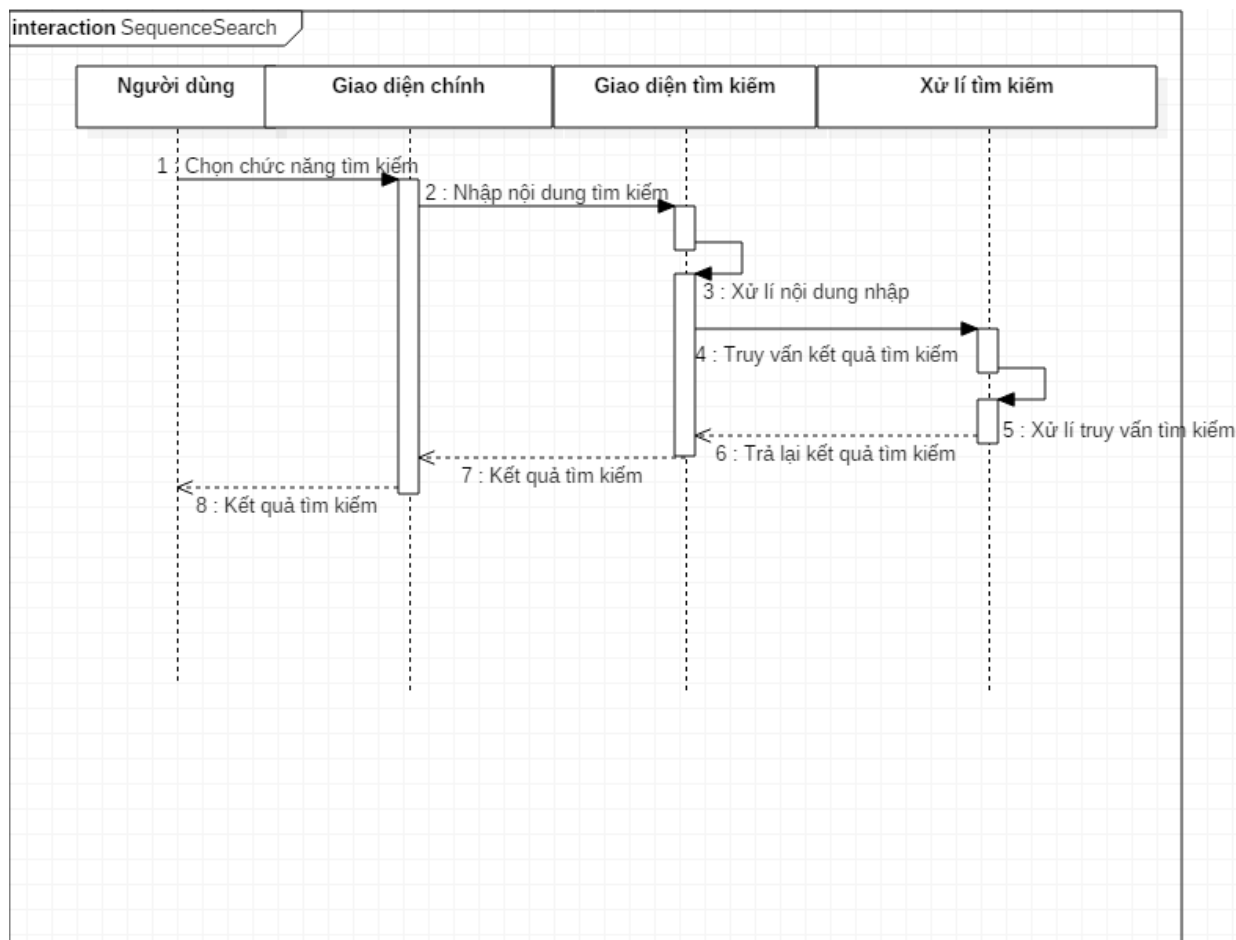 interaction SequenceSearch
Người dùng
Giao diện chính
Giao diện tìm kiếm
Xử lí tìm kiếm
1 : Chọn chức năng tìm kiếm
2 : Nhập nội dung tìm kiếm
3 : Xử lí nội dung nhập
4 : Truy vấn kết quả tìm kiếm
5 : Xử lí truy vấn tìm kiếm
6 : Trả lại kết quả tìm kiếm
7 : Kết quả tìm kiếm
8 : Kết quả tìm kiếm